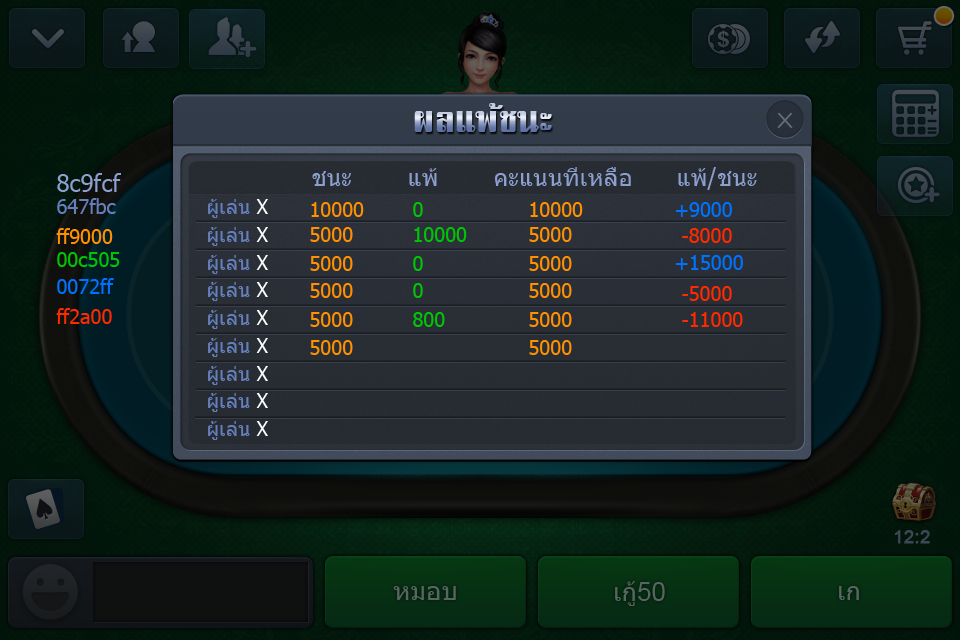 ผลแพ้ชนะ
8c9fcf
647fbc
ff9000
00c505
0072ff
ff2a00
ชนะ แพ้ คะแนนที่เหลือ แพ้/ชนะ
ผู้เล่น X 10000 0 10000 +9000
ผู้เล่น X 5000 10000 5000 -8000
ผู้เล่น X 5000 0 5000 +15000
ผู้เล่น X 5000 0 5000 -5000
ผู้เล่น X 5000 800 5000 -11000
ผู้เล่น X 5000 5000
ผู้เล่น X
ผู้เล่น X
ผู้เล่น X
12:2
หมอบ เกู้50 เก